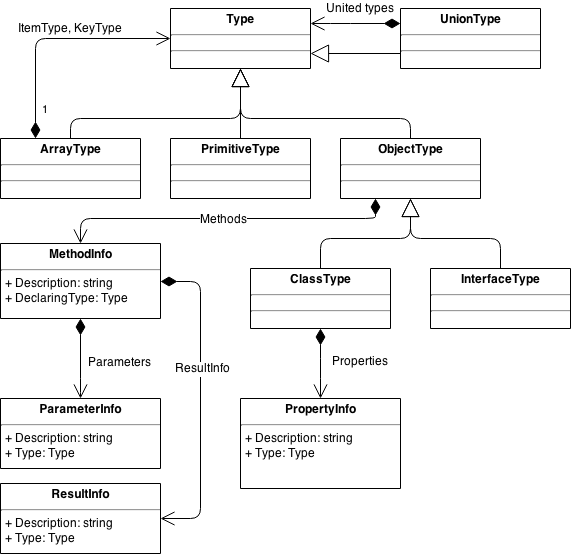 Type
United types
UnionType
ItemType, KeyType
1
ArrayType
PrimitiveType
ObjectType
Methods
MethodInfo
+ Description: string
+ DeclaringType: Type
ClassType
InterfaceType
Parameters
ResultInfo
Properties
ParameterInfo
+ Description: string
+ Type: Type
PropertyInfo
+ Description: string
+ Type: Type
ResultInfo
+ Description: string
+ Type: Type